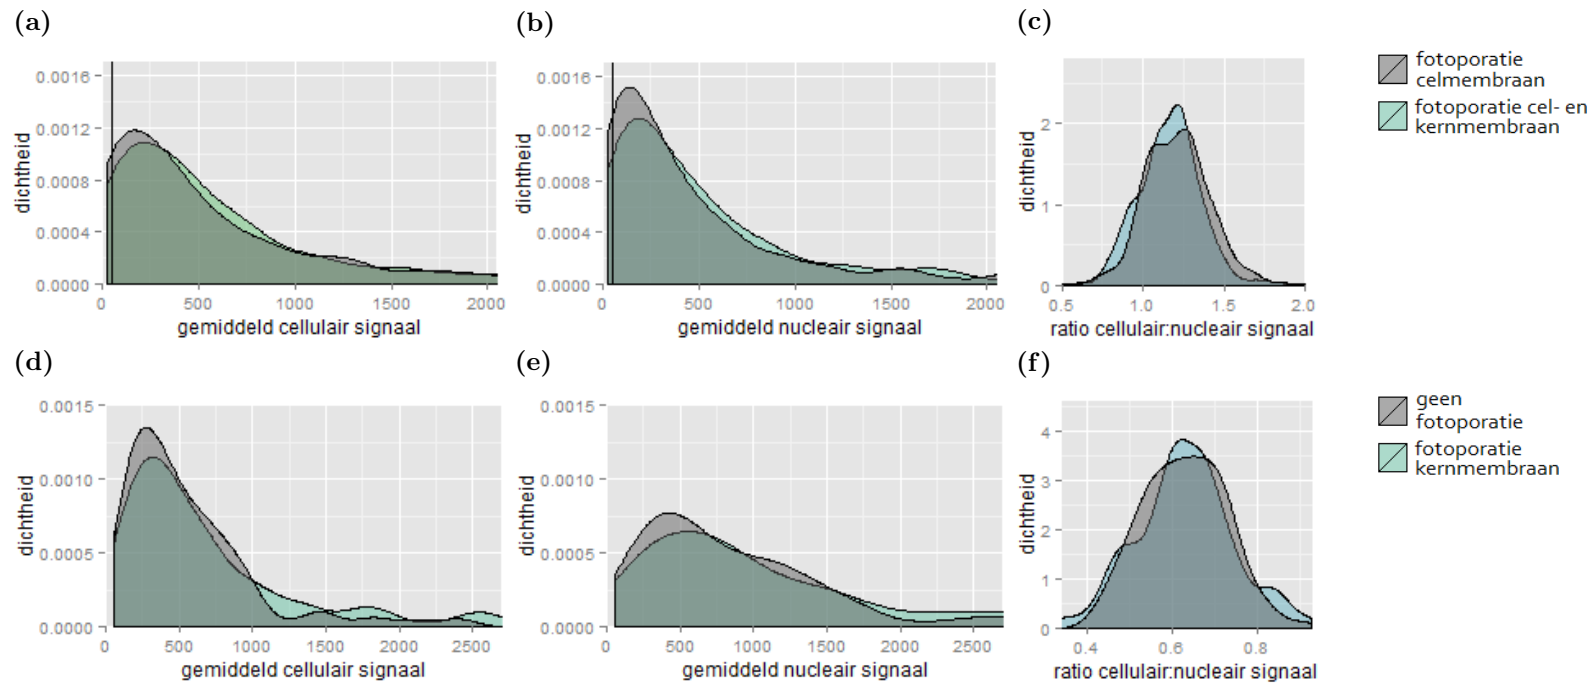 (a)
0.0016
0.0012
0.0008
0.0004
0.0000
dichtheid
0
500
1000
1500
2000
gemiddeld cellulair signaal
(b)
0.0016
0.0012
0.0008
0.0004
0.0000
dichtheid
0
500
1000
1500
2000
gemiddeld nucleair signaal
(c)
2
1
0
dichtheid
0.5
1.0
1.5
2.0
ratio cellulair:nucleair signaal
fotoporatie
celmembraan
fotoporatie cel- en
kernmembraan
(d)
0.0015
0.0010
0.0005
0.0000
dichtheid
0
500
1000
1500
2000
2500
gemiddeld cellulair signaal
(e)
0.0015
0.0010
0.0005
0.0000
dichtheid
0
500
1000
1500
2000
2500
gemiddeld nucleair signaal
(f)
4
3
2
1
0
dichtheid
0.4
0.6
0.8
ratio cellulair:nucleair signaal
geen
fotoporatie
fotoporatie
kernmembraan